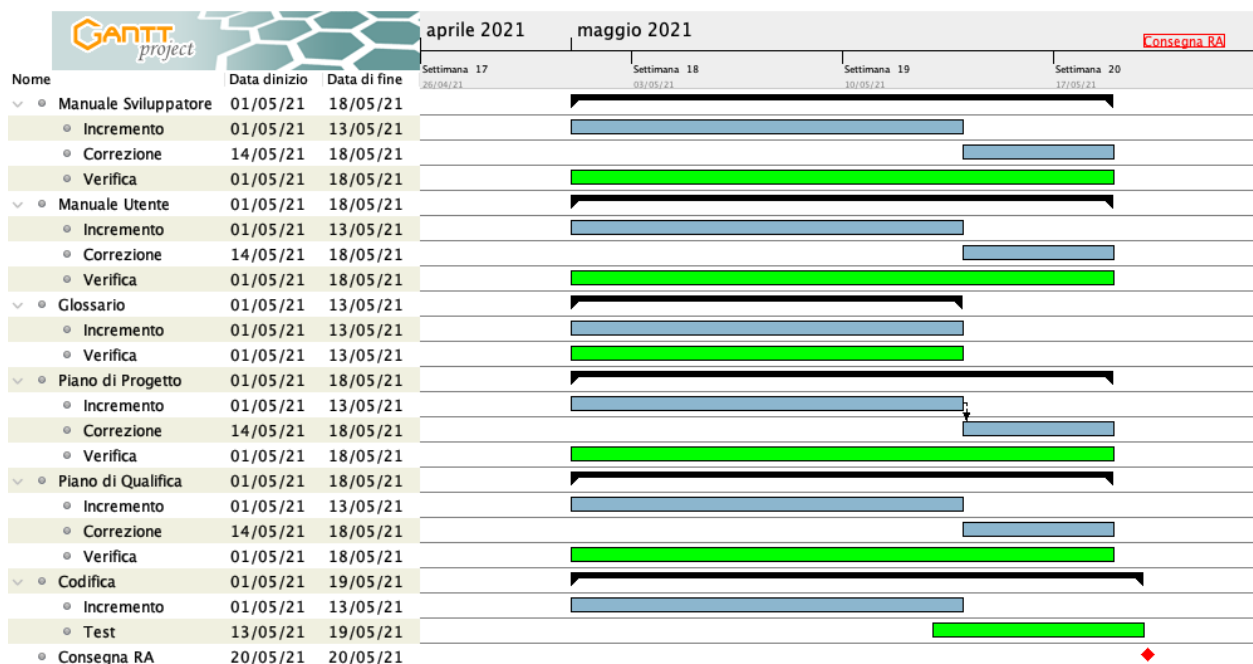 GANTT
project
aprile 2021 maggio 2021
Consegna RA
Nome Data dinizio Data di fine
Settimana 17 Settimana 18 Settimana 19 Settimana 20
26/04/21 03/05/21 10/05/21 17/05/21
Manuale Sviluppatore 01/05/21 18/05/21
Incremento 01/05/21 13/05/21
Correzione 14/05/21 18/05/21
Verifica 01/05/21 18/05/21
Manuale Utente 01/05/21 18/05/21
Incremento 01/05/21 13/05/21
Correzione 14/05/21 18/05/21
Verifica 01/05/21 18/05/21
Glossario 01/05/21 13/05/21
Incremento 01/05/21 13/05/21
Verifica 01/05/21 13/05/21
Piano di Progetto 01/05/21 18/05/21
Incremento 01/05/21 13/05/21
Correzione 14/05/21 18/05/21
Verifica 01/05/21 18/05/21
Piano di Qualifica 01/05/21 18/05/21
Incremento 01/05/21 13/05/21
Correzione 14/05/21 18/05/21
Verifica 01/05/21 18/05/21
Codifica 01/05/21 19/05/21
Incremento 01/05/21 13/05/21
Test 13/05/21 19/05/21
Consegna RA 20/05/21 20/05/21